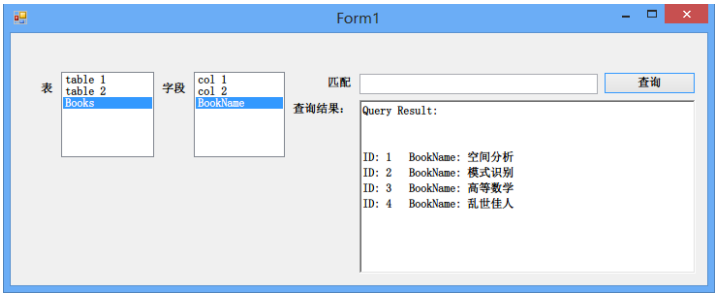 Form1
表
table 1
table 2
Books
字段
col 1
col 2
BookName
匹配
查询
查询结果:
Query Result:
ID: 1 BookName: 空间分析
ID: 2 BookName: 模式识别
ID: 3 BookName: 高等数学
ID: 4 BookName: 乱世佳人